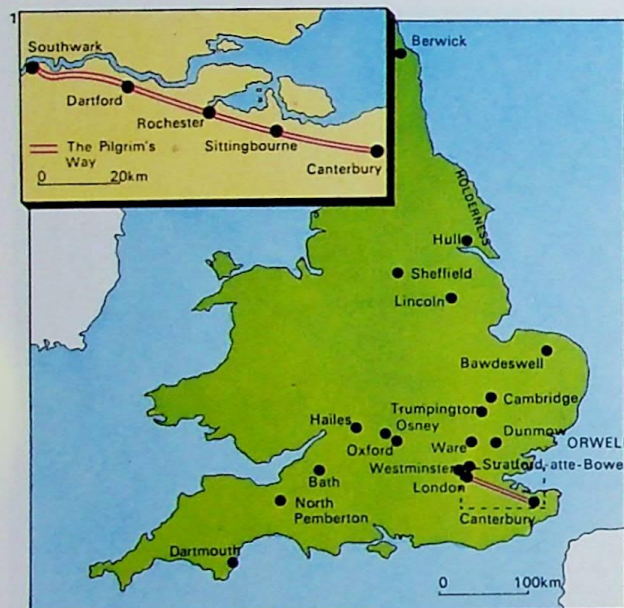 1
Southwark
Dartford
Rochester
Sittingbourne
Canterbury
The Pilgrim's
Way
0 20km
Berwick
HOLDERNESS
Hull
Sheffield
Lincoln
Bawdeswell
Cambridge
Trumpington
Hailes
Osney
Oxford
Ware
Dunmow
ORWELL
Westminster
Stratford-atte-Bowe
London
Bath
North
Pemberton
Canterbury
Dartmouth
0 100km